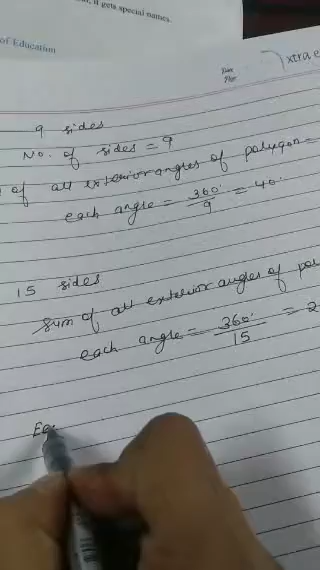 it gets special names.
of Education
xtra e
9 sides
No. of sides = 9
of all exterior angles of polygon =
each angle = 360° / 9 = 40°
15 sides
Sum of all exterior angles of po
each angle = 360° / 15 = 2